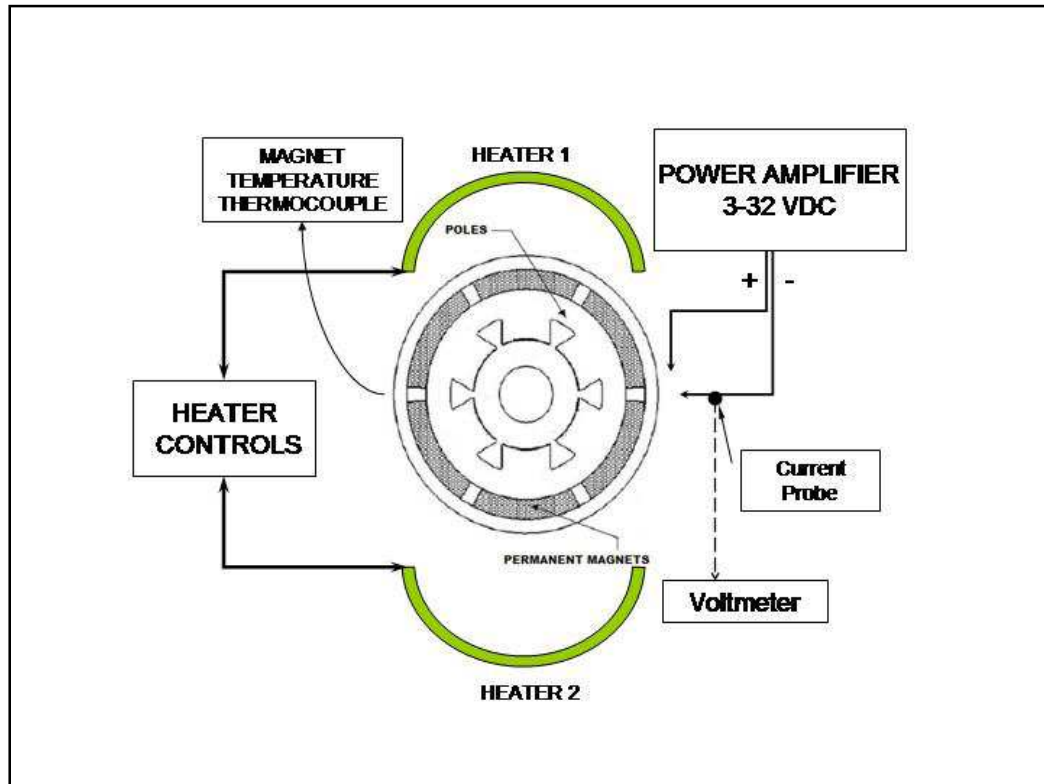 MAGNET
TEMPERATURE
THERMOCOUPLE
HEATER 1
POWER AMPLIFIER
3-32 VDC
POLES
+ -
HEATER
CONTROLS
Current
Probe
PERMANENT MAGNETS
Voltmeter
HEATER 2